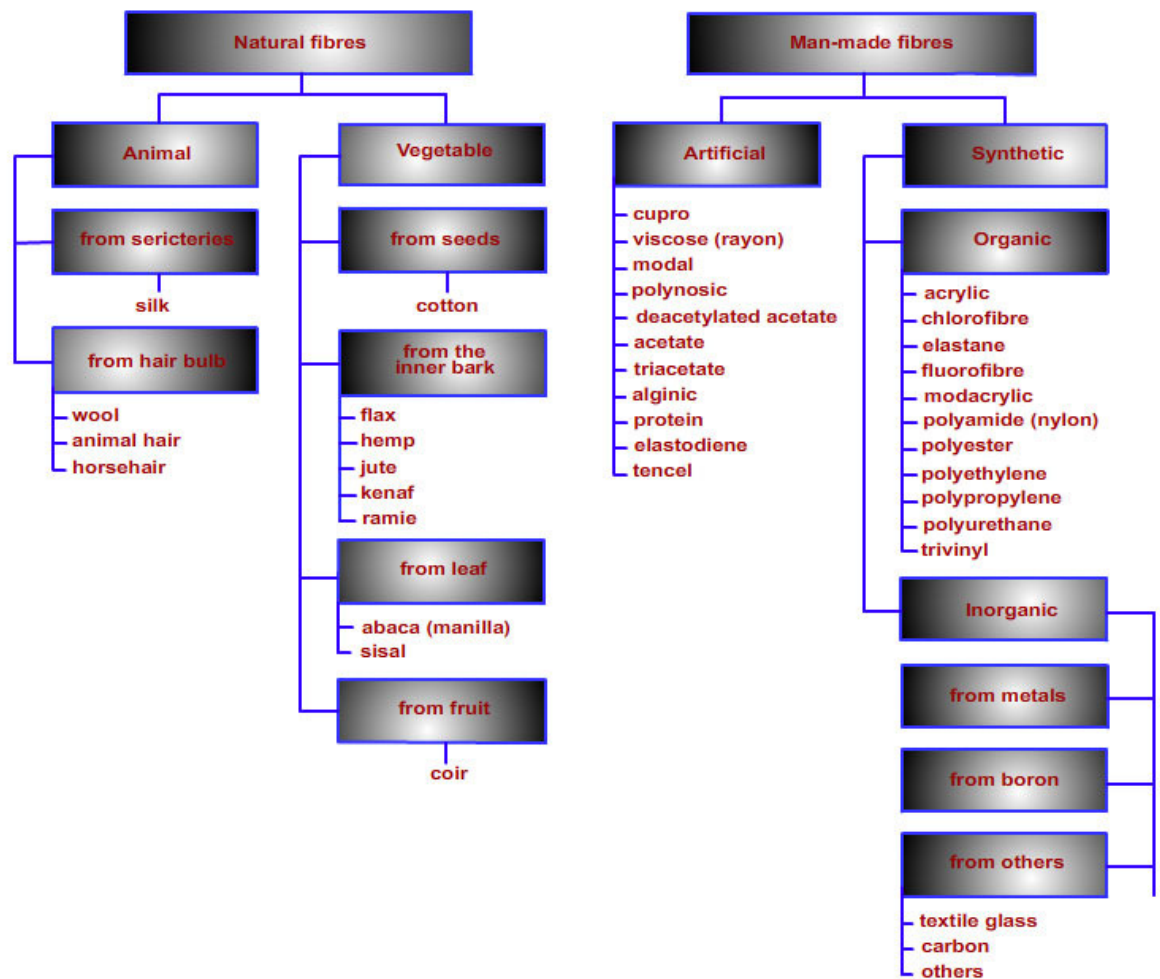 Natural fibres
Animal
from sericteries
silk
from hair bulb
wool
animal hair
horsehair
Vegetable
from seeds
cotton
from the
inner bark
flax
hemp
jute
kenaf
ramie
from leaf
abaca (manilla)
sisal
from fruit
coir
Man-made fibres
Artificial
cupro
viscose (rayon)
modal
polynosic
deacetylated acetate
acetate
triacetate
alginic
protein
elastodiene
tencel
Synthetic
Organic
acrylic
chlorofibre
elastane
fluorofibre
modacrylic
polyamide (nylon)
polyester
polyethylene
polypropylene
polyurethane
trivinyl
Inorganic
from metals
from boron
from others
textile glass
carbon
others